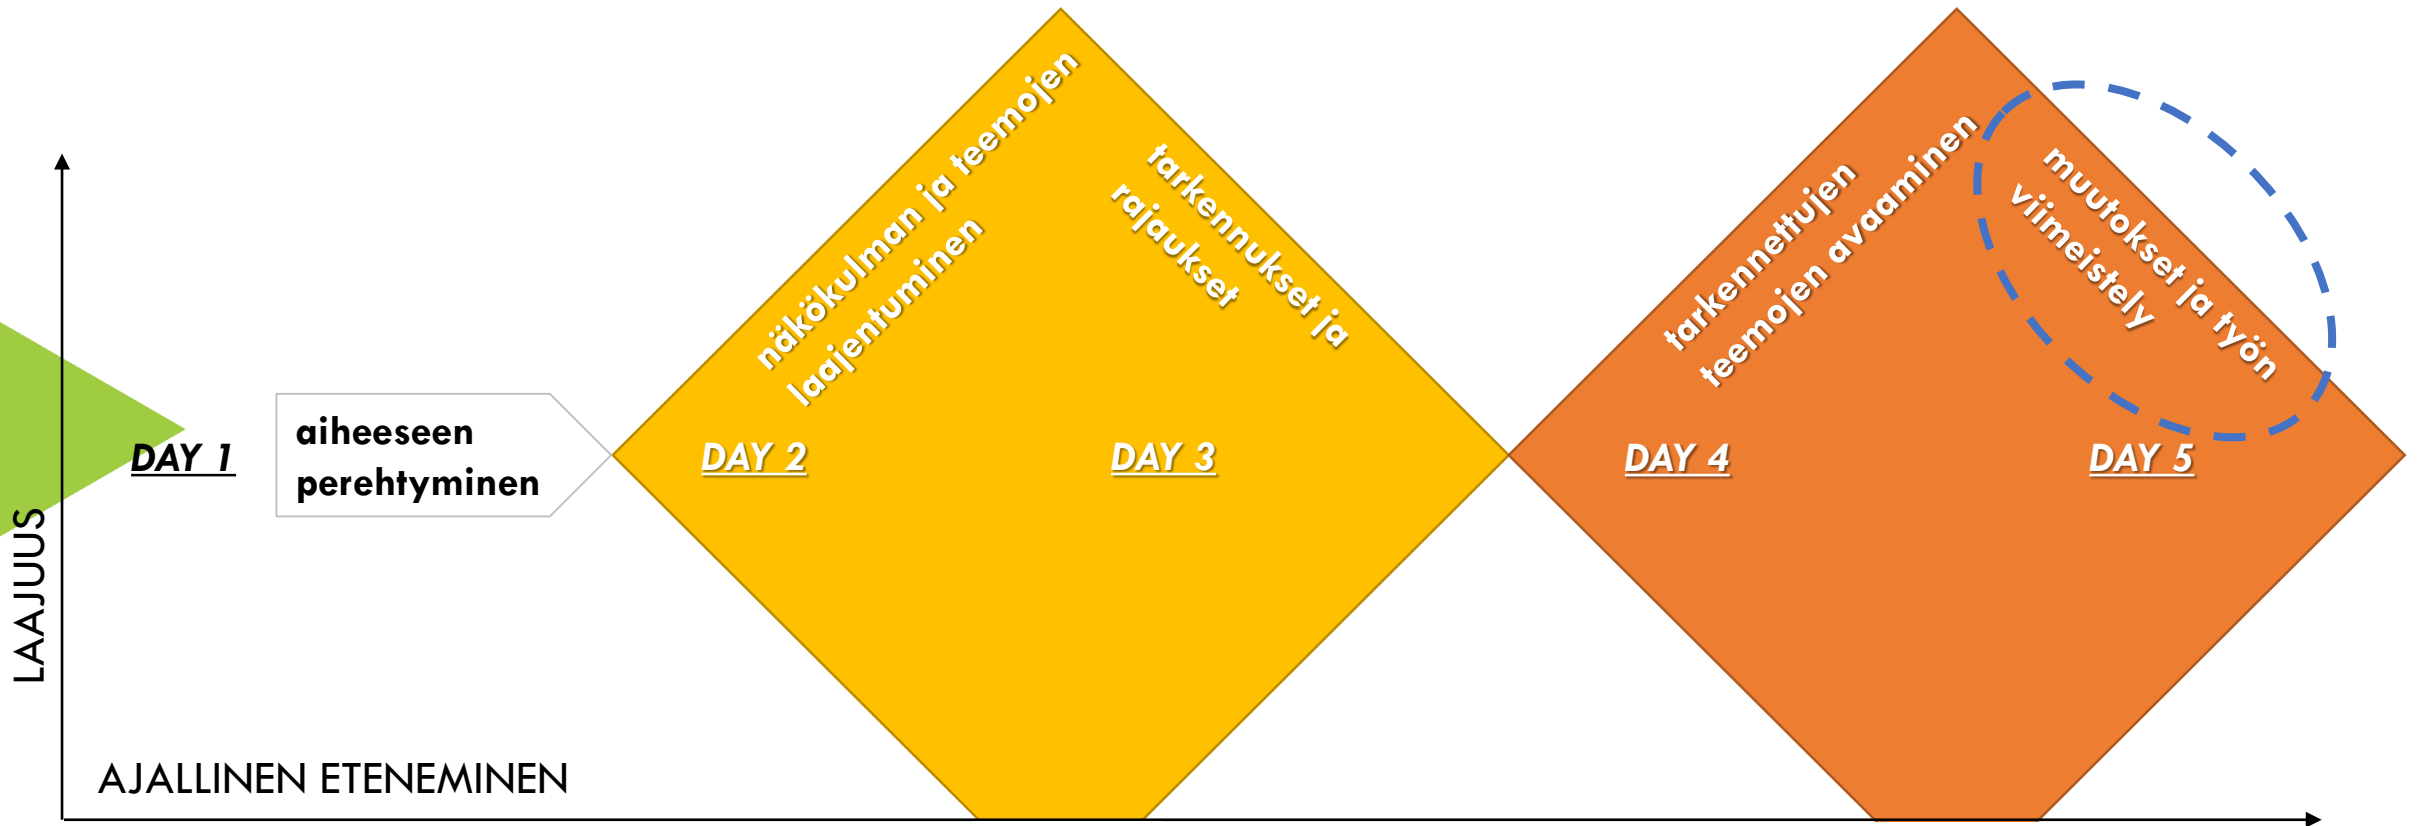 näkökulman ja teemojen
laajentuminen
tarkennukset ja
rajaukset
tarkennettujen
teemojen avaaminen
muutokset ja työn
viimeistely
DAY 1
aiheeseen
perehtyminen
DAY 2
DAY 3
DAY 4
DAY 5
LAAJUUS
AJALLINEN ETENEMINEN